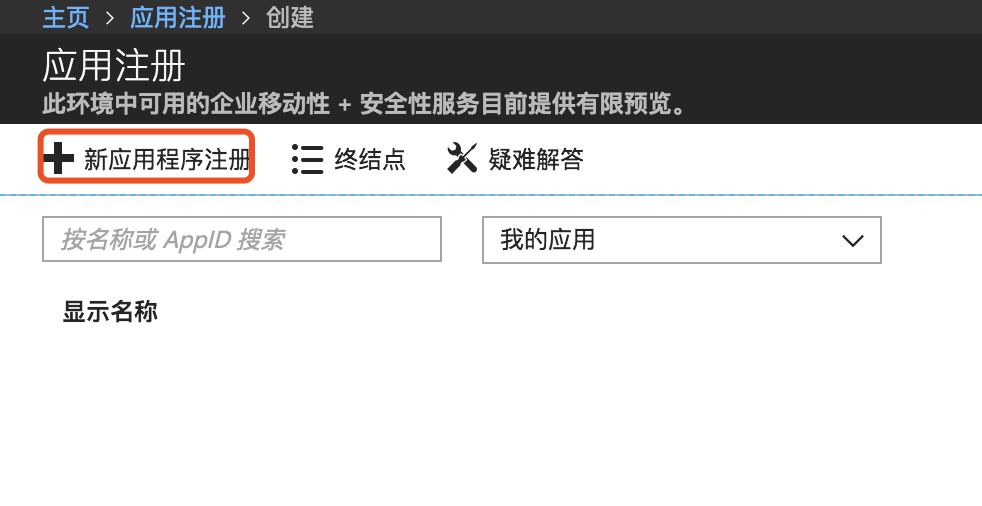 主页 > 应用注册 > 创建
应用注册
此环境中可用的企业移动性 + 安全性服务目前提供有限预览。
新应用程序注册 终结点 疑难解答
按名称或 AppID 搜索 我的应用
显示名称